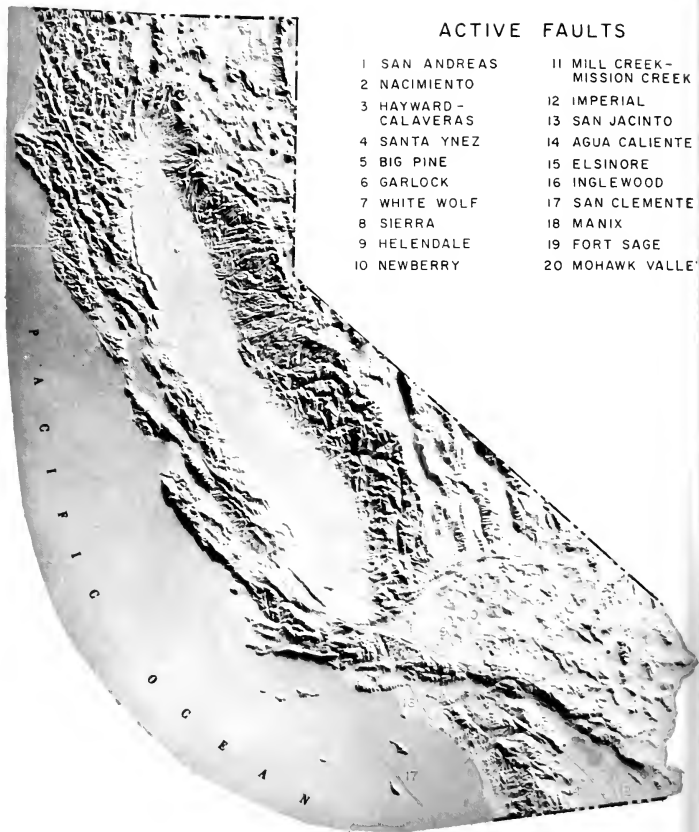 ACTIVE FAULTS
1 SAN ANDREAS
2 NACIMIENTO
3 HAYWARD-
CALAVERAS
4 SANTA YNEZ
5 BIG PINE
6 GARLOCK
7 WHITE WOLF
8 SIERRA
9 HELENDALE
10 NEWBERRY
11 MILL CREEK-
MISSION CREEK
12 IMPERIAL
13 SAN JACINTO
14 AGUA CALIENTE
15 ELSINORE
16 INGLEWOOD
17 SAN CLEMENTE
18 MANIX
19 FORT SAGE
20 MOHAWK VALLE
PACIFIC OCEAN
17